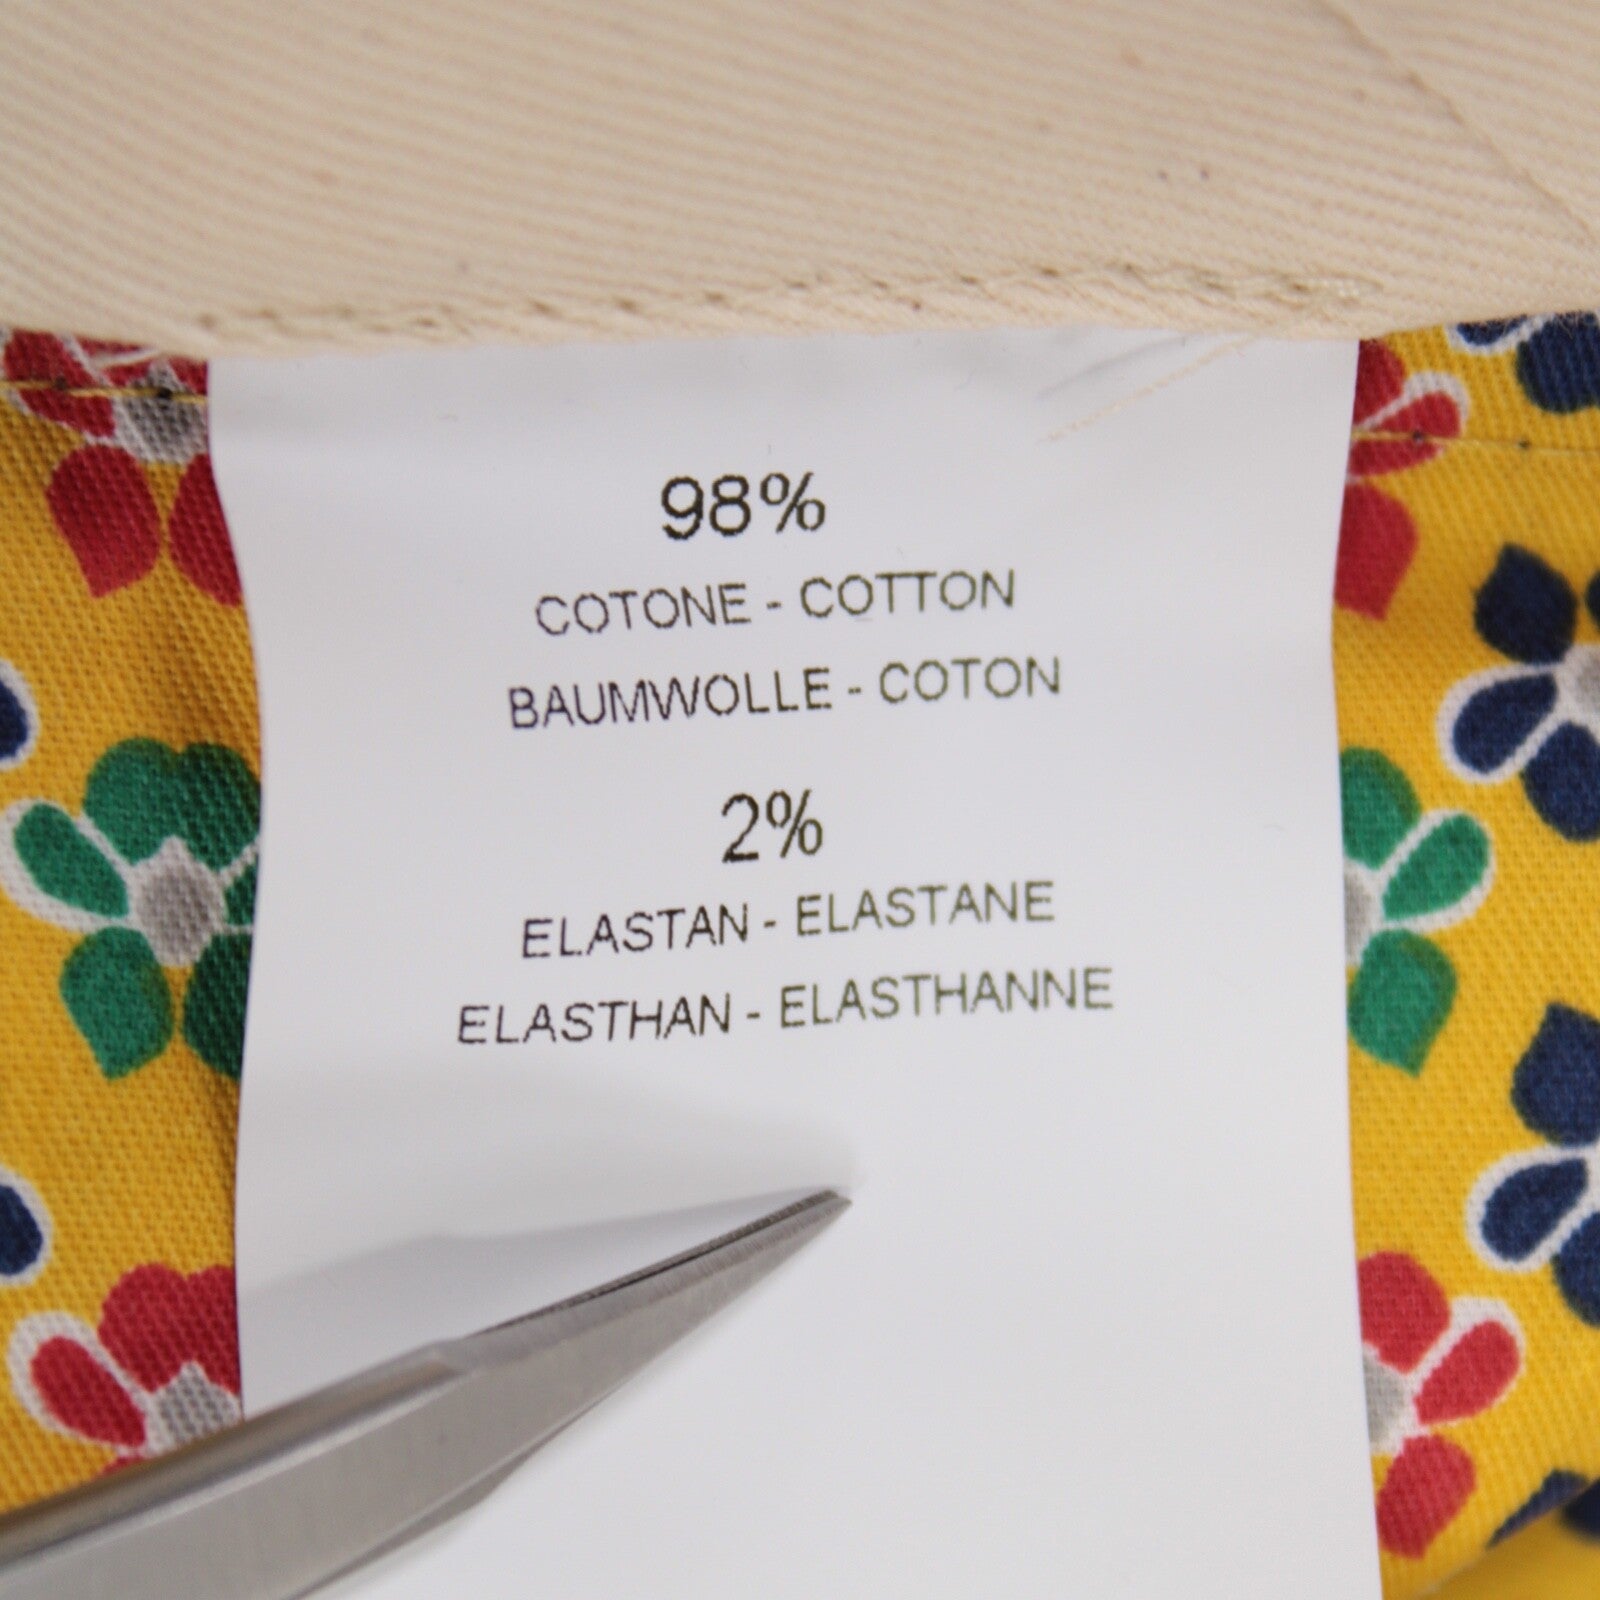 98%
COTONE - COTTON
BAUMWOLLE - COTON
2%
ELASTAN - ELASTANE
ELASTHAN - ELASTHANNE